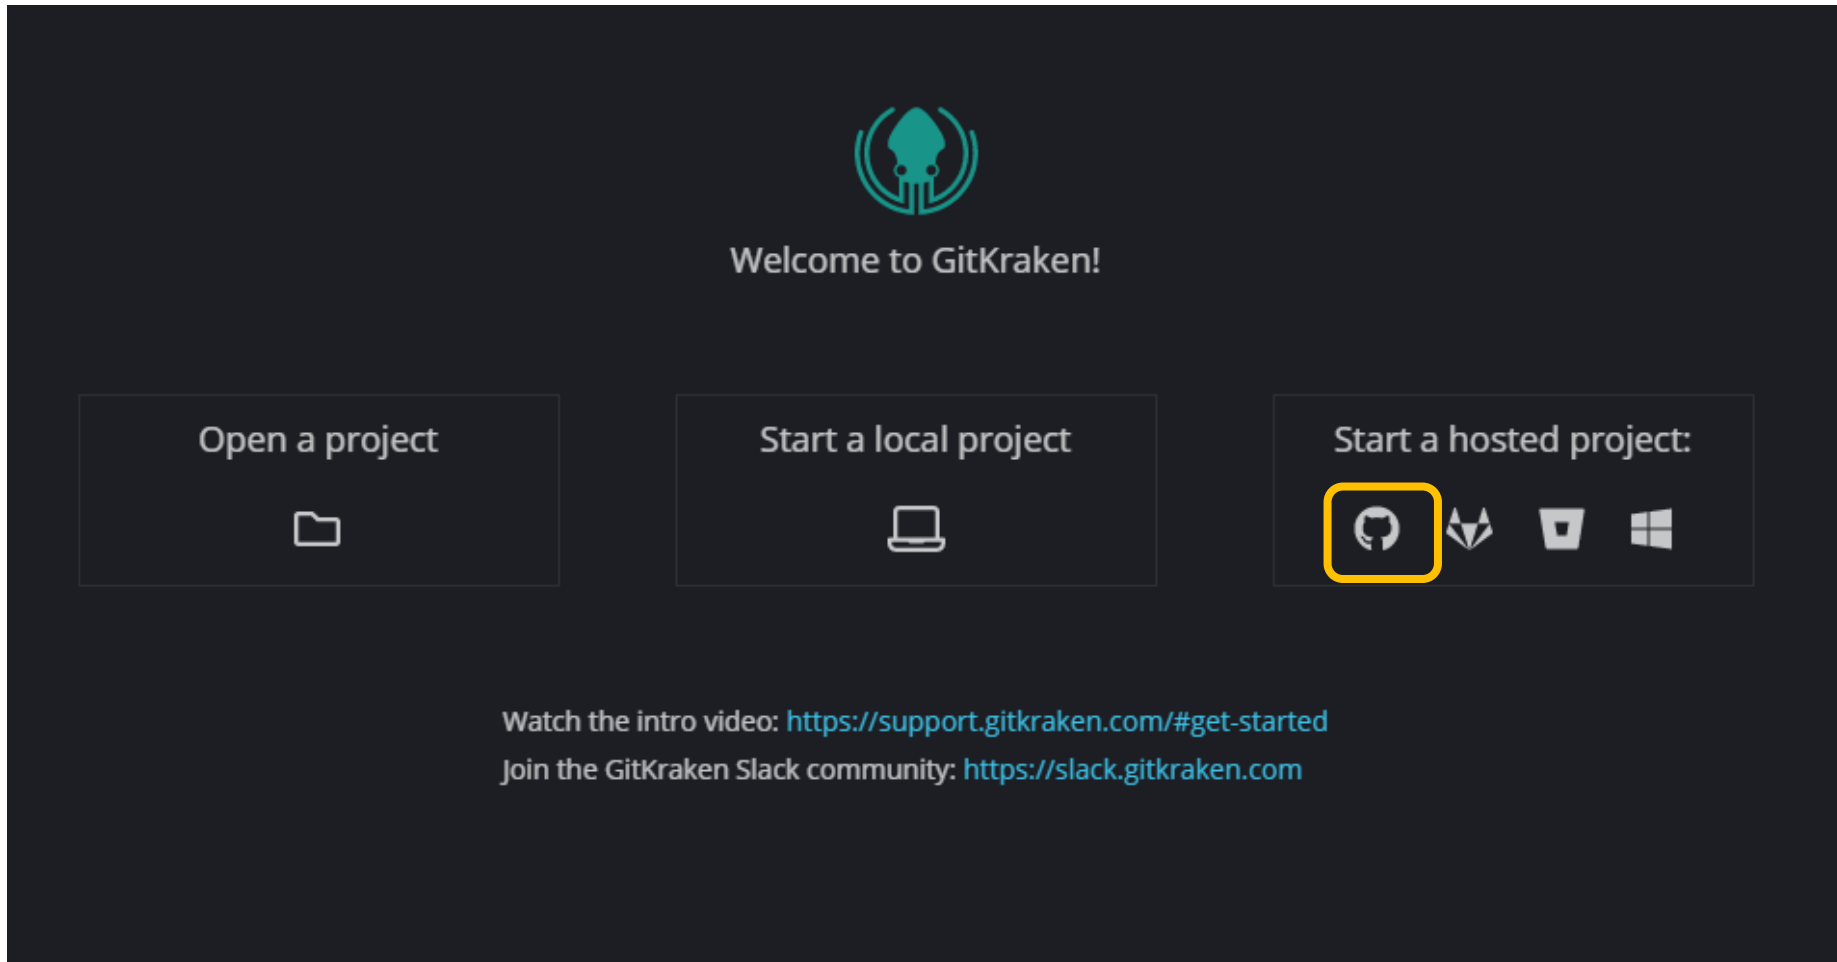 Welcome to GitKraken!
Open a project
Start a local project
Start a hosted project:
Watch the intro video: https://support.gitkraken.com/#get-started
Join the GitKraken Slack community: https://slack.gitkraken.com